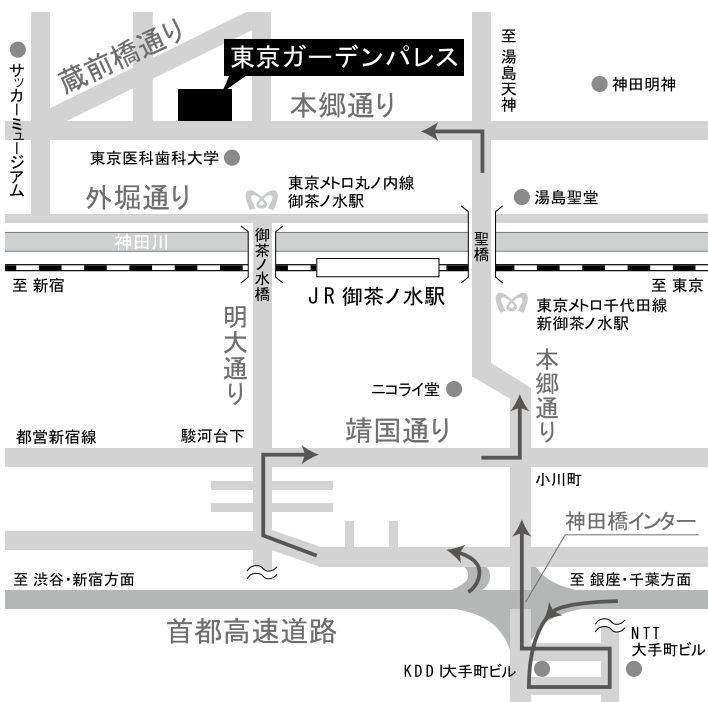 至 湯島天神
蔵前橋通り
東京ガーデンパレス
サッカーミュージアム
神田明神
本郷通り
東京医科歯科大学
東京メトロ丸ノ内線
御茶ノ水駅
外堀通り
湯島聖堂
神田川
御茶ノ水橋
聖橋
至 新宿
JR 御茶ノ水駅
至 東京
東京メトロ千代田線
新御茶ノ水駅
明大通り
本郷通り
ニコライ堂
都営新宿線
駿河台下
靖国通り
小川町
神田橋インター
至 渋谷・新宿方面
至 銀座・千葉方面
首都高速道路
NTT
大手町ビル
KDDI大手町ビル